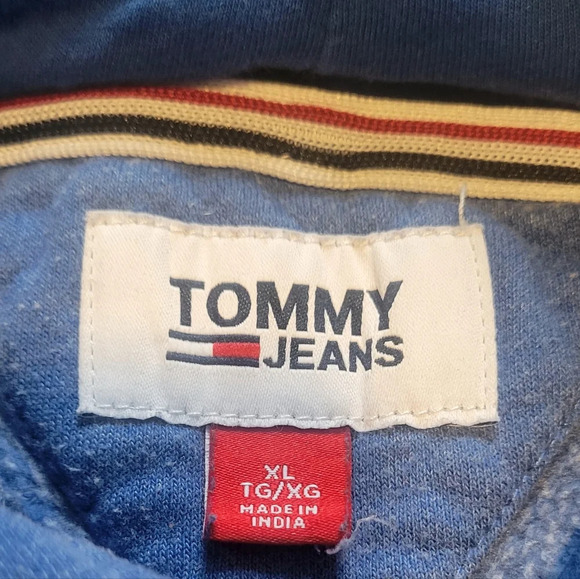 TOMMY
JEANS
XL
TG/XG
MADE IN
INDIA